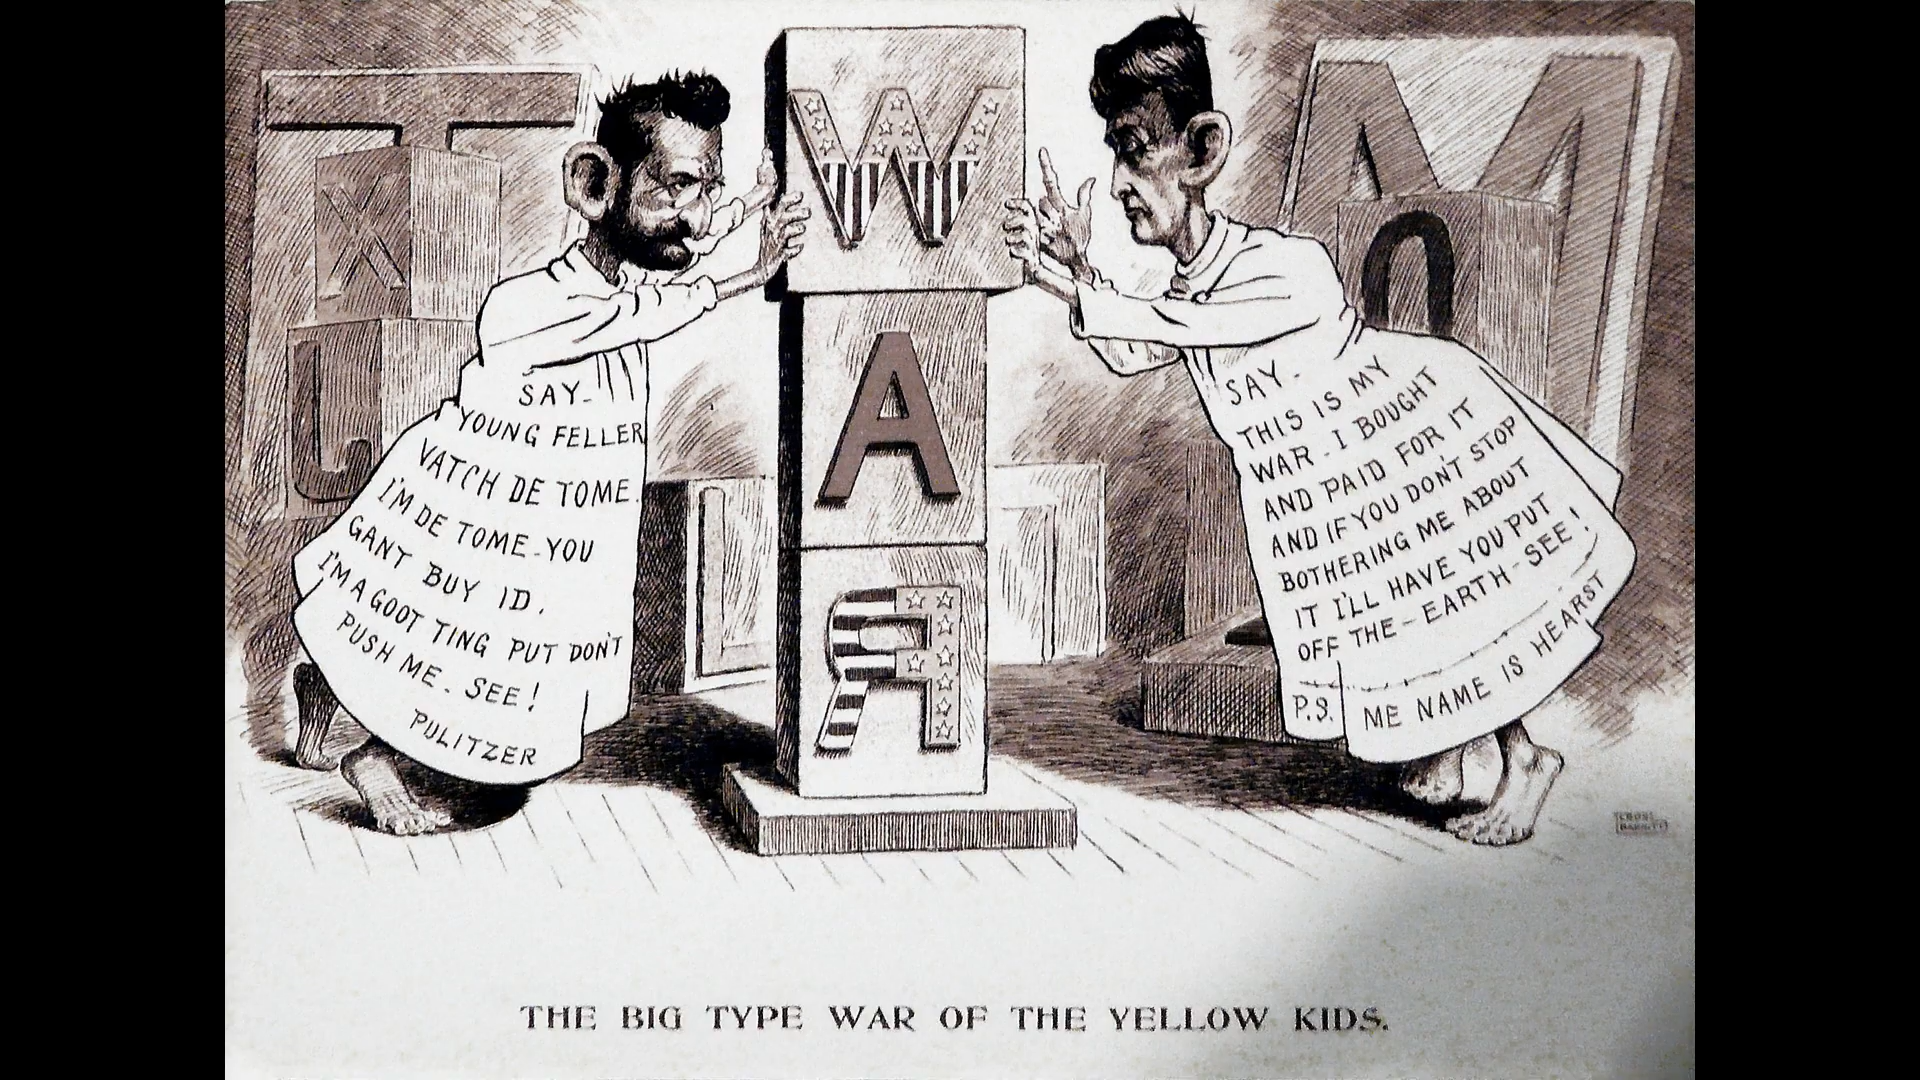 T
X
L
W
A
R
M
O
SAY-
YOUNG FELLER
VATCH DE TOME.
I'M DE TOME-YOU
GANT BUY ID.
I'M A GOOT TING PUT DON'T
PUSH ME. SEE!
PULITZER
SAY-
THIS IS MY
WAR-I BOUGHT
AND PAID FOR IT
AND IF YOU DON'T STOP
BOTHERING ME ABOUT
IT I'LL HAVE YOU PUT
OFF THE-EARTH-SEE!
P.S. ME NAME IS HEARST
THE BIG TYPE WAR OF THE YELLOW KIDS.